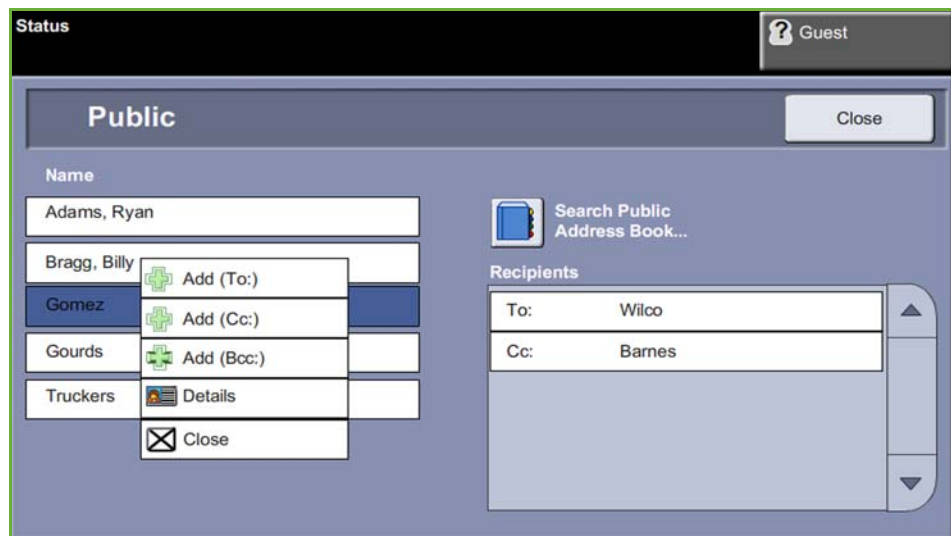 Status
Guest
Public
Close
Name
Adams, Ryan
Bragg, Billy
Gomez
Gourds
Truckers
Add (To:)
Add (Cc:)
Add (Bcc:)
Details
Close
Search Public
Address Book...
Recipients
To: Wilco
Cc: Barnes